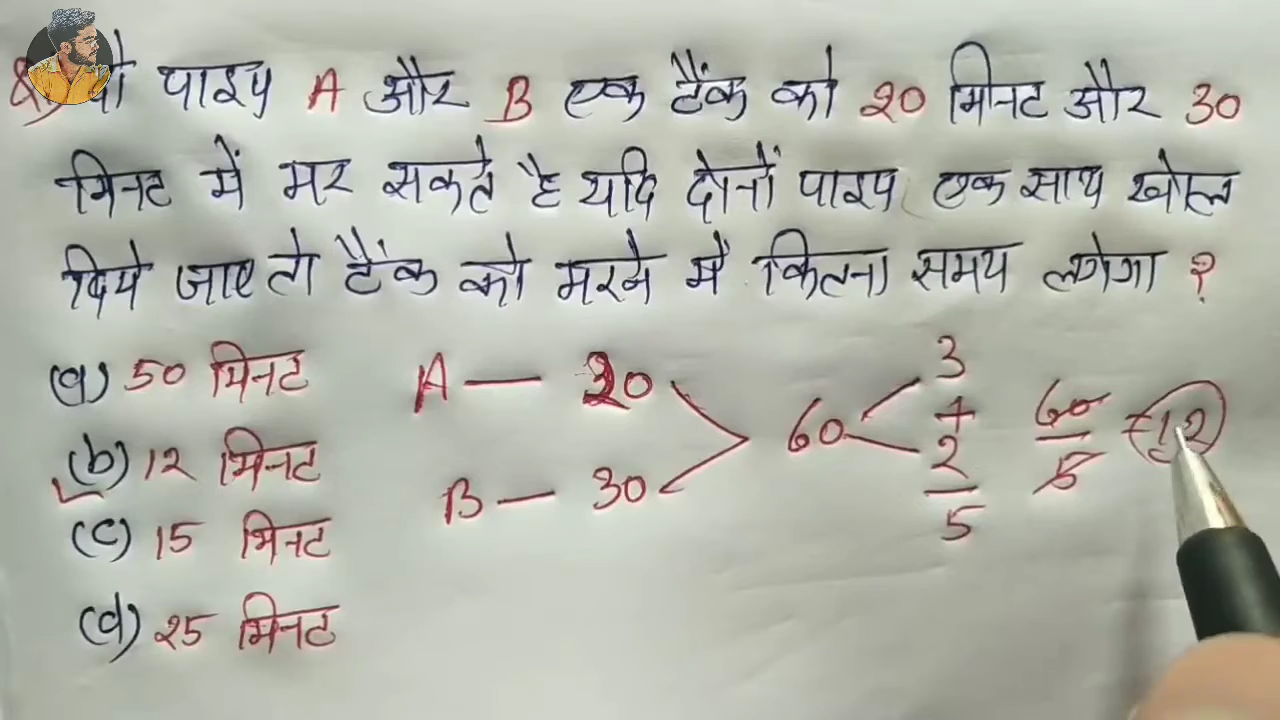 दो पाइप A और B एक टैंक को 20 मिनट और 30
मिनट में भर सकते है यदि दोनों पाइप एक साथ खोल
दिये जाए तो टैंक को भरने में कितना समय लगेगा ?
(a) 50 मिनट
(b) 12 मिनट
(c) 15 मिनट
(d) 25 मिनट
A — 20
B — 30
60
3
+
2
5
60
5
= 12